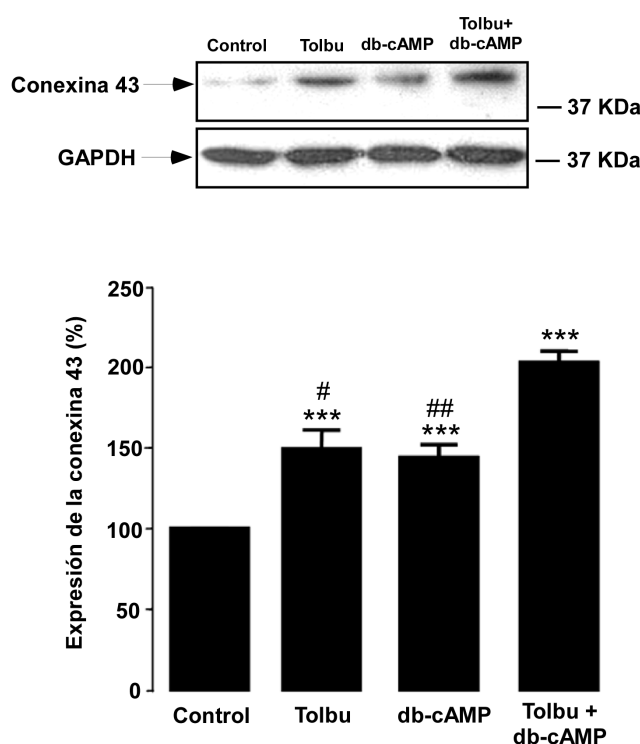 Control Tolbu db-cAMP Tolbu+
db-cAMP
Conexina 43
37 KDa
GAPDH
37 KDa
Expresión de la conexina 43 (%)
250
200
150
100
50
0
#
***
##
***
***
Control
Tolbu
db-cAMP
Tolbu +
db-cAMP